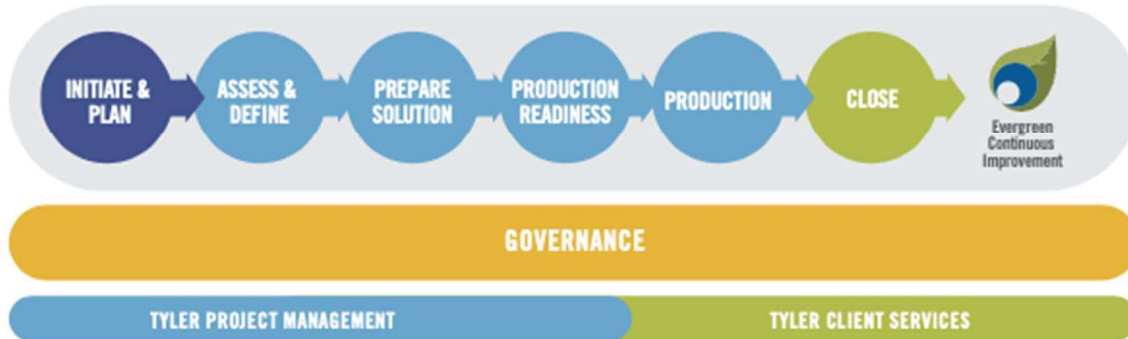 INITIATE &
PLAN
ASSESS &
DEFINE
PREPARE
SOLUTION
PRODUCTION
READINESS
PRODUCTION
CLOSE
Evergreen
Continuous
Improvement
GOVERNANCE
TYLER PROJECT MANAGEMENT
TYLER CLIENT SERVICES